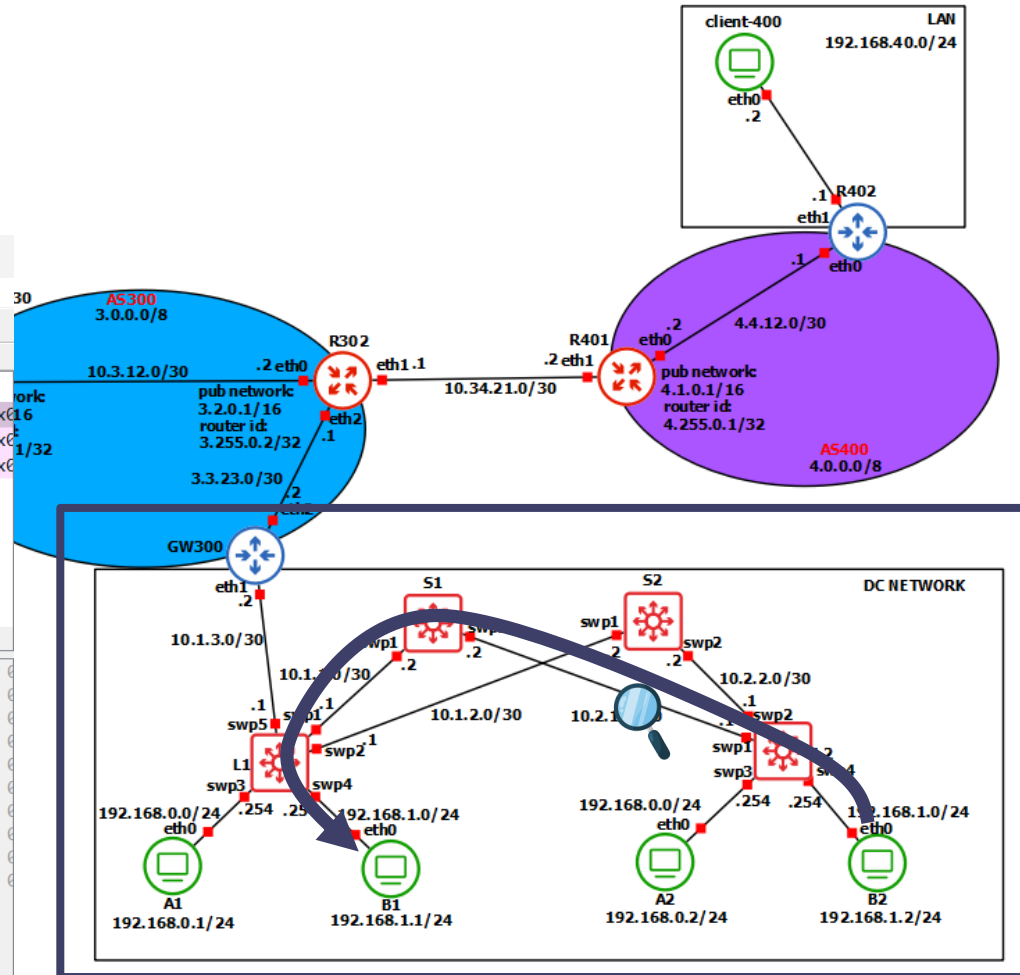 client-400
LAN
192.168.40.0/24
eth0
.2
.1
R402
eth1
.1
eth0
30
AS300
3.0.0.0/8
R302
R401
.2
eth0
4.4.12.0/30
10.3.12.0/30
.2 eth0
eth1 .1
.2 eth1
10.34.21.0/30
pub network:
3.2.0.1/16
router id:
3.255.0.2/32
eth2
.1
pub network:
4.1.0.1/16
router id:
4.255.0.1/32
AS400
4.0.0.0/8
16
1/32
3.3.23.0/30
.2
GW300
eth1
.2
S1
S2
DC NETWORK
10.1.3.0/30
swp1
.2
.2
swp1
swp2
.2
10.2.2.0/30
.1
swp5
.1
10.1.2.0/30
.1
swp2
L1
swp2
.1
swp1
swp3
swp4
swp3
192.168.0.0/24
.254
192.168.1.0/24
192.168.0.0/24
.254
.254
eth0
eth0
eth0
eth0
A1
192.168.0.1/24
B1
192.168.1.1/24
A2
192.168.0.2/24
B2
192.168.1.2/24